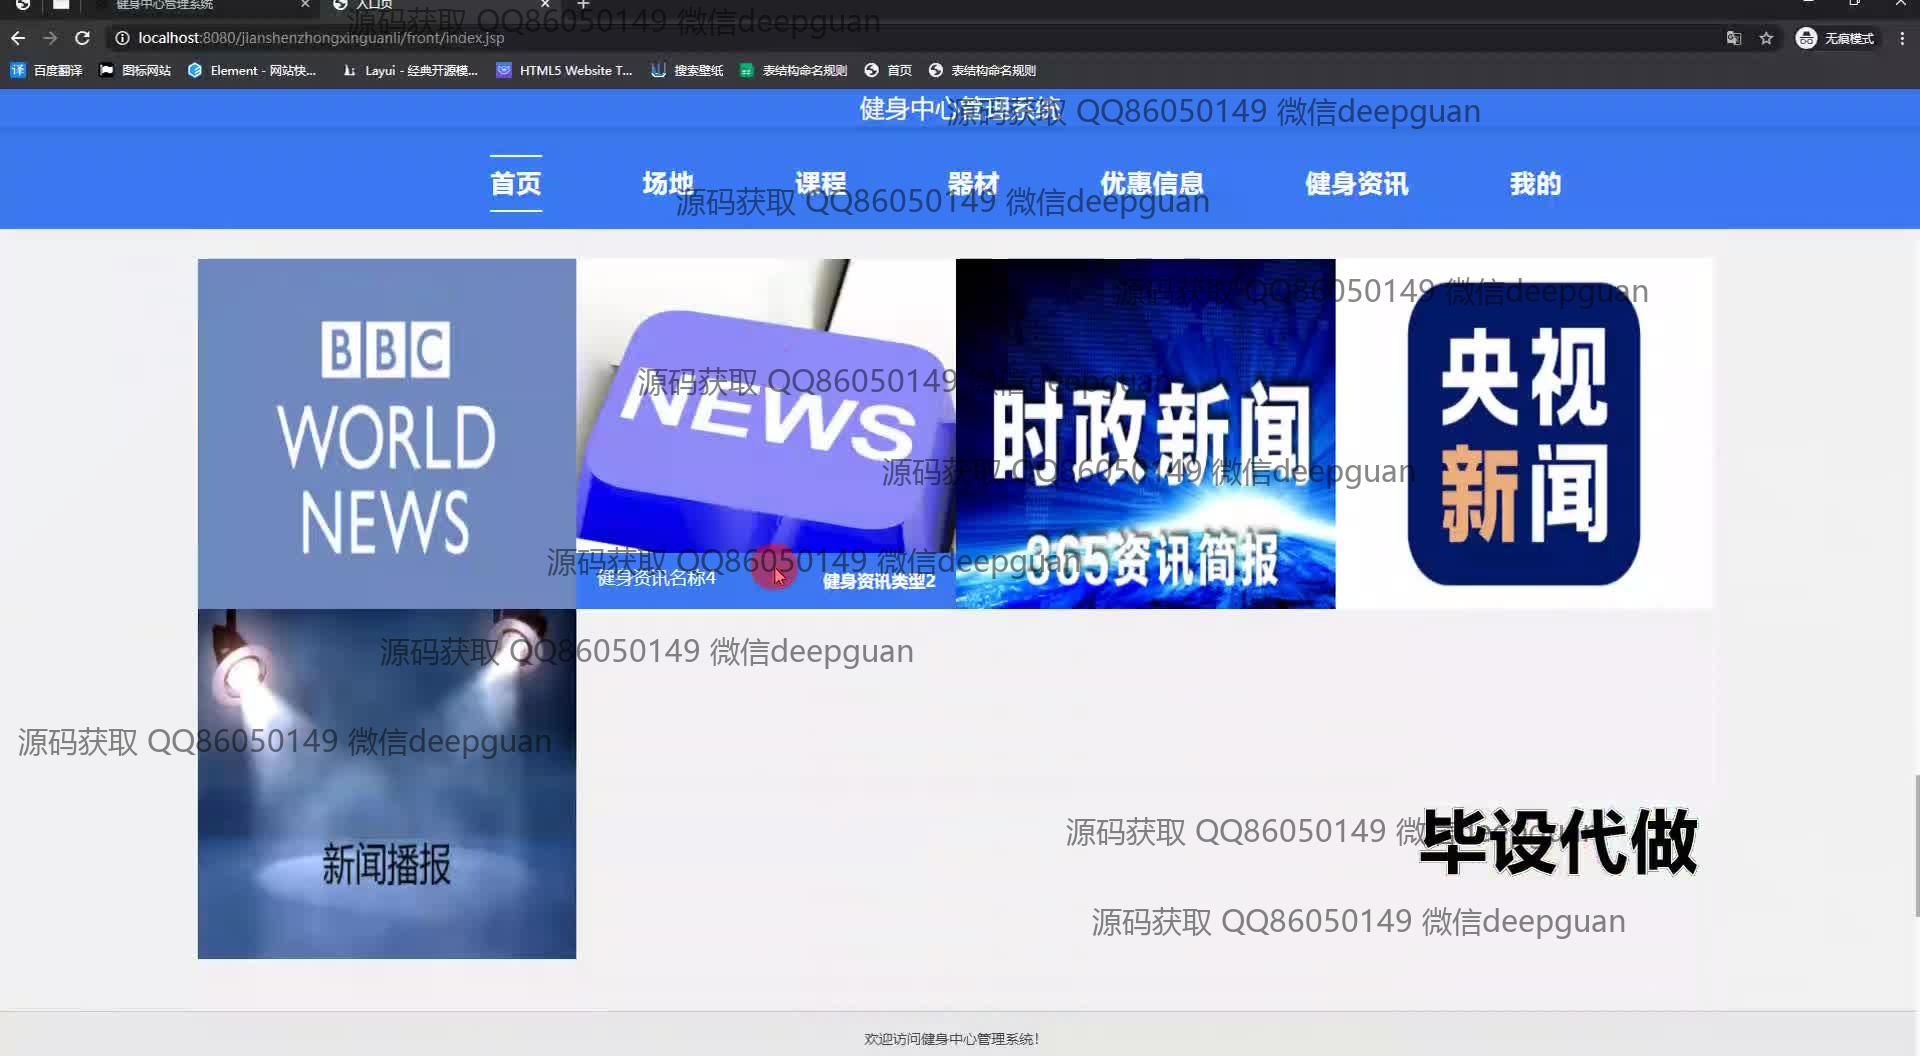 健身中心管理系统
入口页
源码获取 QQ86050149 微信deepguan
localhost:8080/jianshenzhongxinguanli/front/index.jsp
无痕模式
百度翻译 图标网站 Element - 网站快... Layui - 经典开源模... HTML5 Website T... 搜索壁纸 表结构命名规则 首页 表结构命名规则
健身中心管理系统
源码获取 QQ86050149 微信deepguan
首页 场地 课程 器材 优惠信息 健身资讯 我的
源码获取 QQ86050149 微信deepguan
源码获取 QQ86050149 微信deepguan
BBC
WORLD
NEWS
源码获取 QQ86050149 微信deepguan
NEWS
时政新闻
365资讯简报
央视
新闻
源码获取 QQ86050149 微信deepguan
源码获取 QQ86050149 微信deepguan
健身资讯名称4 健身资讯类型2
源码获取 QQ86050149 微信deepguan
源码获取 QQ86050149 微信deepguan
新闻播报
源码获取 QQ86050149 微
毕设代做
源码获取 QQ86050149 微信deepguan
欢迎访问健身中心管理系统!